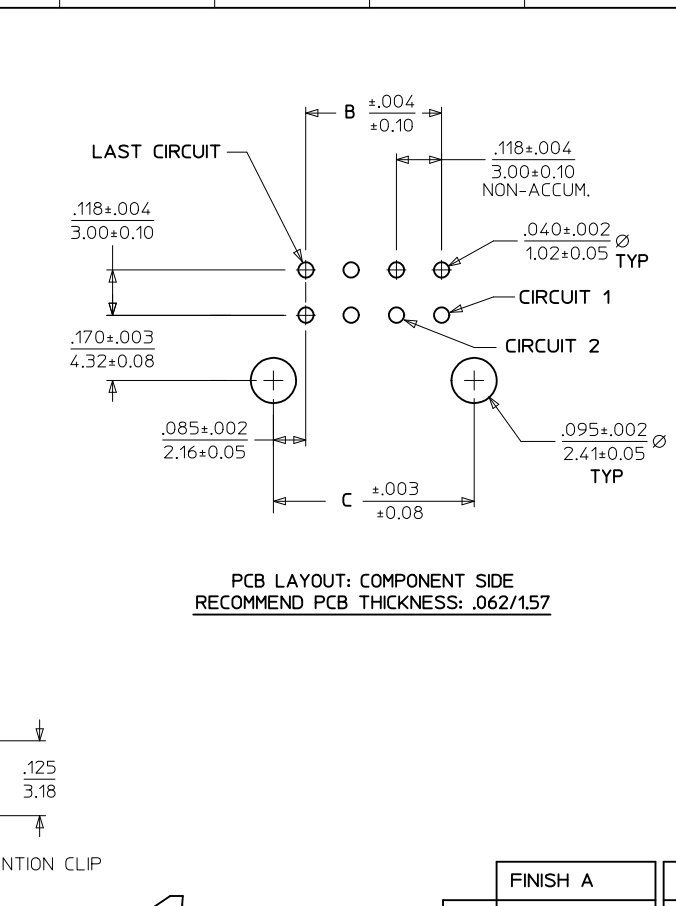 B ±.004
±0.10
LAST CIRCUIT
.118±.004
3.00±0.10
NON-ACCUM.
.118±.004
3.00±0.10
.040±.002 Ø
1.02±0.05 TYP
CIRCUIT 1
CIRCUIT 2
.170±.003
4.32±0.08
.085±.002
2.16±0.05
.095±.002 Ø
2.41±0.05
TYP
C ±.003
±0.08
PCB LAYOUT: COMPONENT SIDE
RECOMMEND PCB THICKNESS: .062/1.57
.125
3.18
NTION CLIP
FINISH A